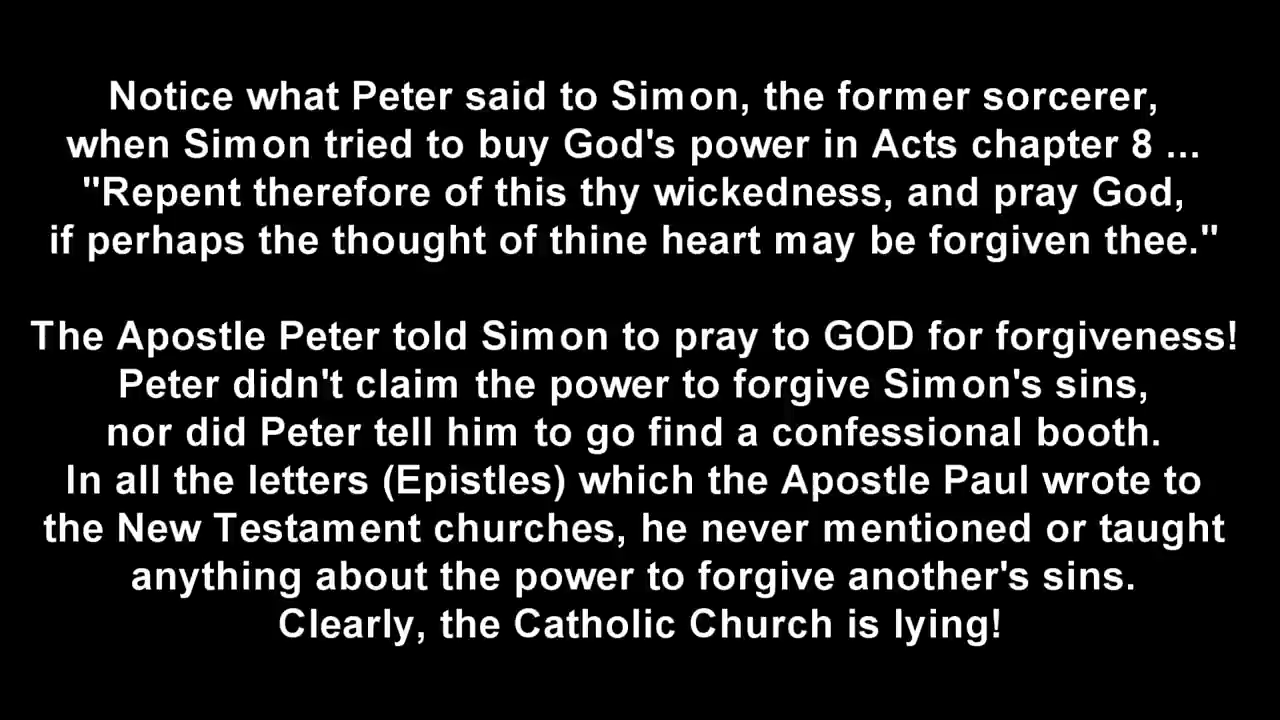 Notice what Peter said to Simon, the former sorcerer,
when Simon tried to buy God's power in Acts chapter 8 ...
"Repent therefore of this thy wickedness, and pray God,
if perhaps the thought of thine heart may be forgiven thee."
The Apostle Peter told Simon to pray to GOD for forgiveness!
Peter didn't claim the power to forgive Simon's sins,
nor did Peter tell him to go find a confessional booth.
In all the letters (Epistles) which the Apostle Paul wrote to
the New Testament churches, he never mentioned or taught
anything about the power to forgive another's sins.
Clearly, the Catholic Church is lying!